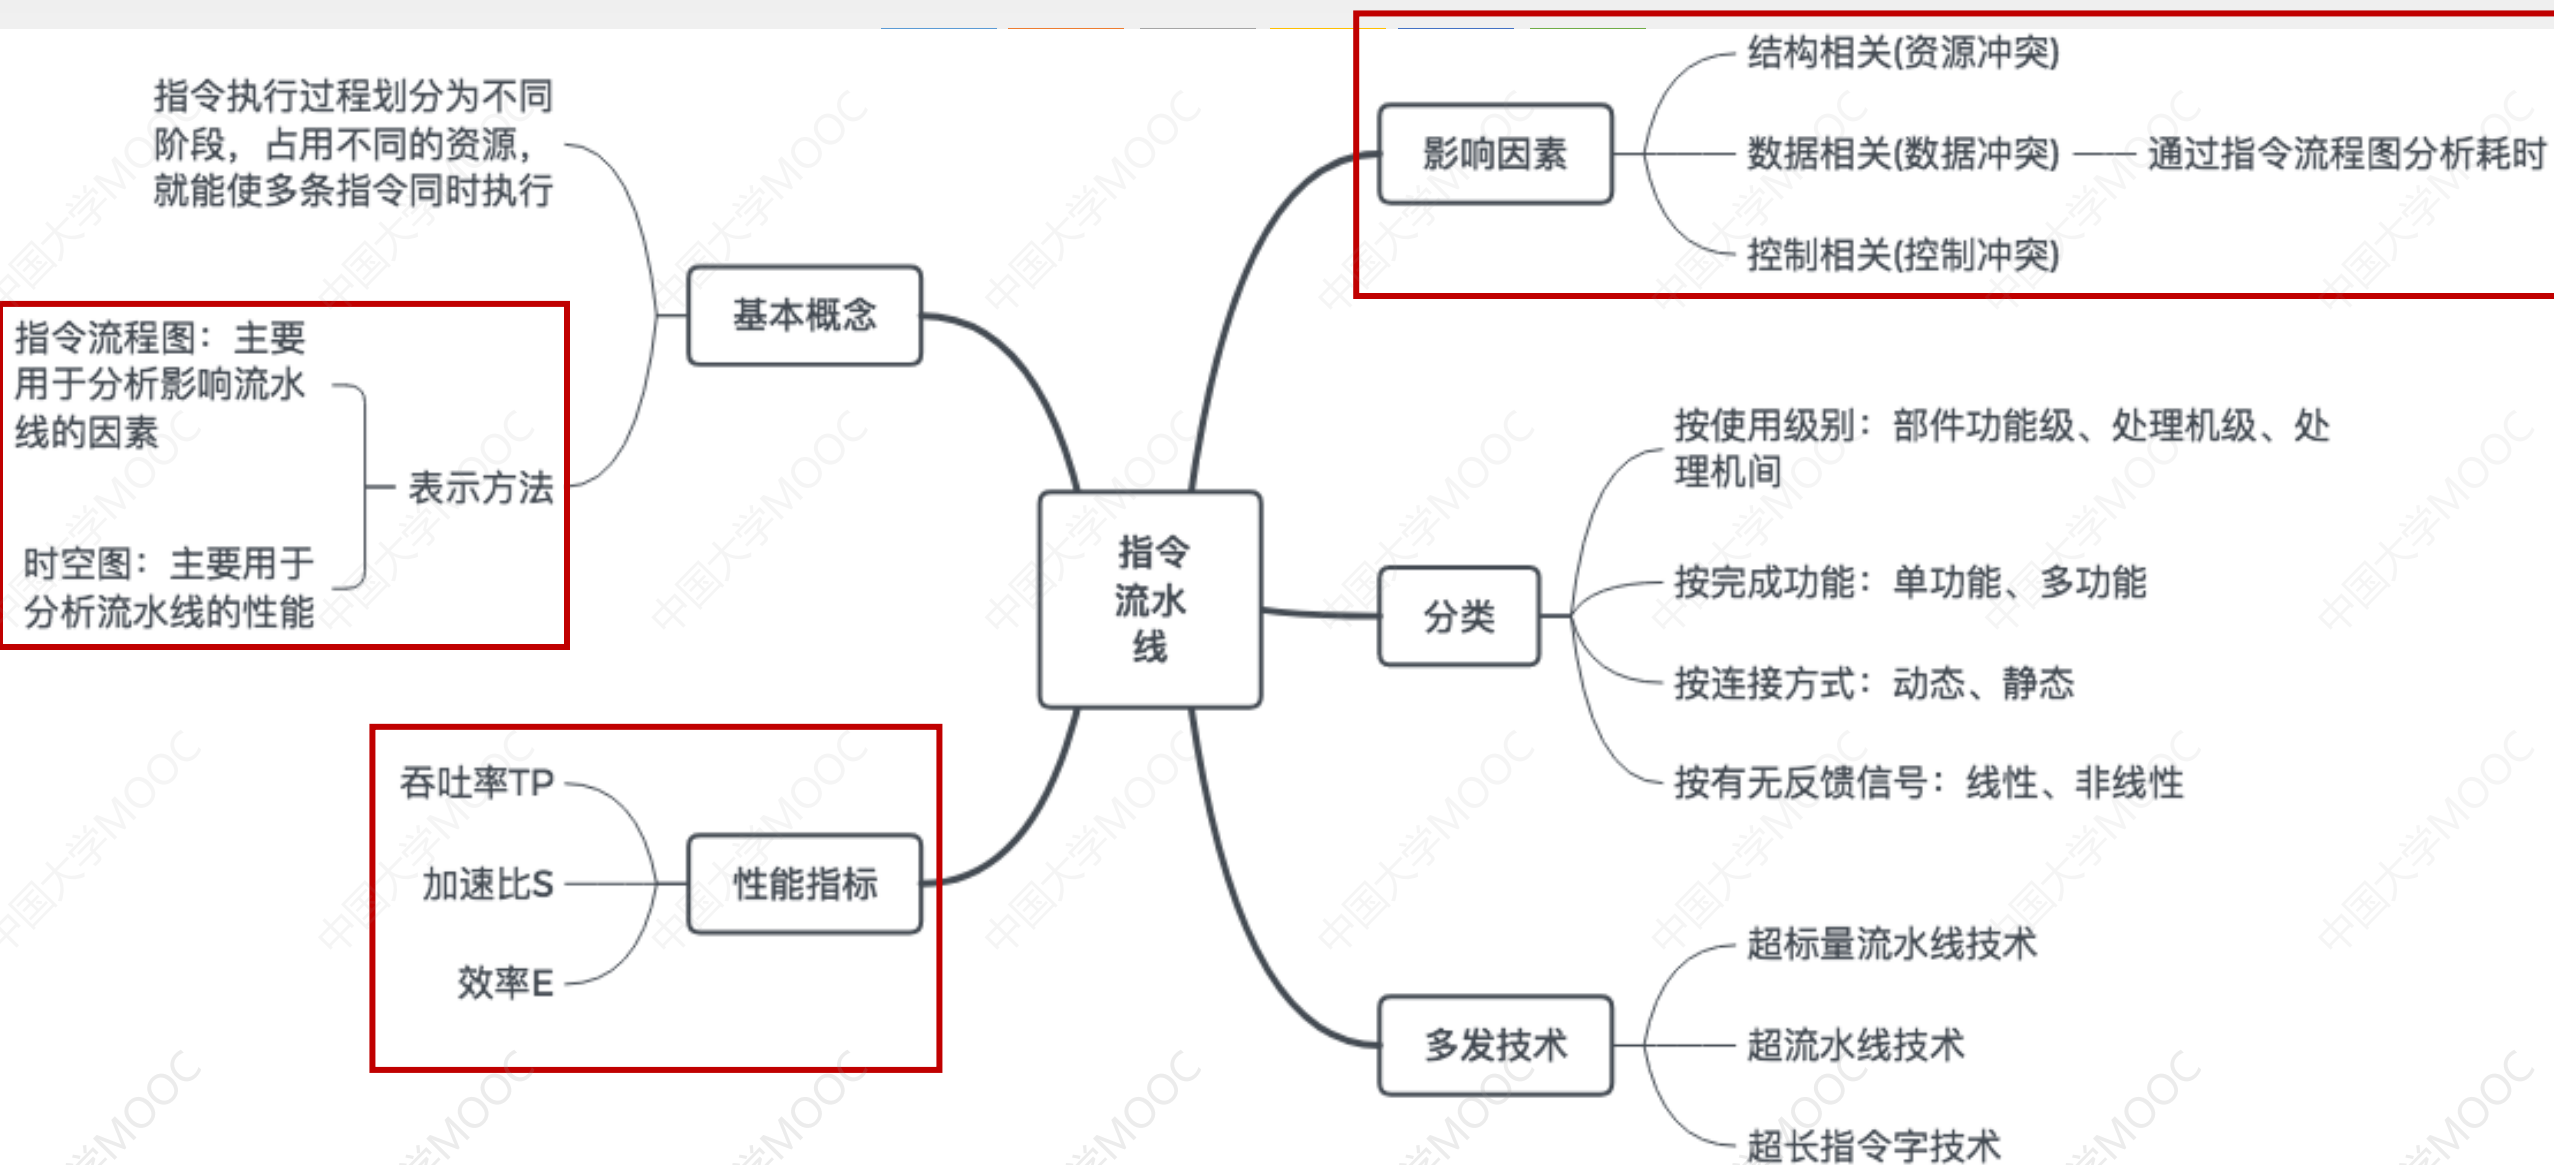 指令执行过程划分为不同
阶段，占用不同的资源，
就能使多条指令同时执行
基本概念
指令流程图：主要
用于分析影响流水
线的因素
表示方法
时空图：主要用于
分析流水线的性能
吞吐率TP
加速比S
效率E
性能指标
指令
流水
线
影响因素
结构相关(资源冲突)
数据相关(数据冲突)
通过指令流程图分析耗时
控制相关(控制冲突)
分类
按使用级别：部件功能级、处理机级、处
理机间
按完成功能：单功能、多功能
按连接方式：动态、静态
按有无反馈信号：线性、非线性
多发技术
超标量流水线技术
超流水线技术
超长指令字技术
中国大学MOOC